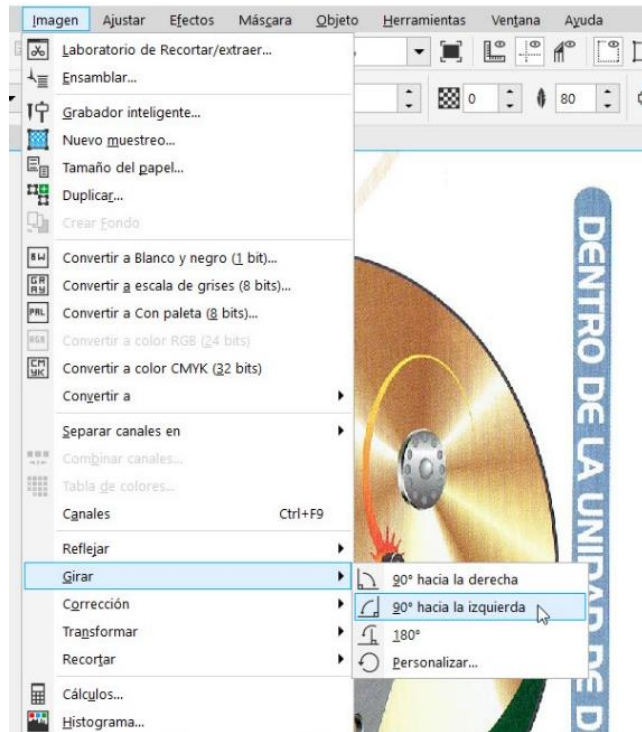 Imagen Ajustar Efectos Máscara Objeto Herramientas Ventana Ayuda
Laboratorio de Recortar/extraer...
Ensamblar...
Grabador inteligente...
Nuevo muestreo...
Tamaño del papel...
Duplicar...
Crear Fondo
Convertir a Blanco y negro (1 bit)...
Convertir a escala de grises (8 bits)...
Convertir a Con paleta (8 bits)...
Convertir a color RGB (24 bits)
Convertir a color CMYK (32 bits)
Convertir a
Separar canales en
Combinar canales...
Tabla de colores...
Canales Ctrl+F9
Reflejar
Girar
Corrección
Transformar
Recortar
Cálculos...
Histograma...
90° hacia la derecha
90° hacia la izquierda
180°
Personalizar...
0 80
B W
G R A Y
PAL
RGB
CM YK
DENTRO DE LA UNIDAD DE D